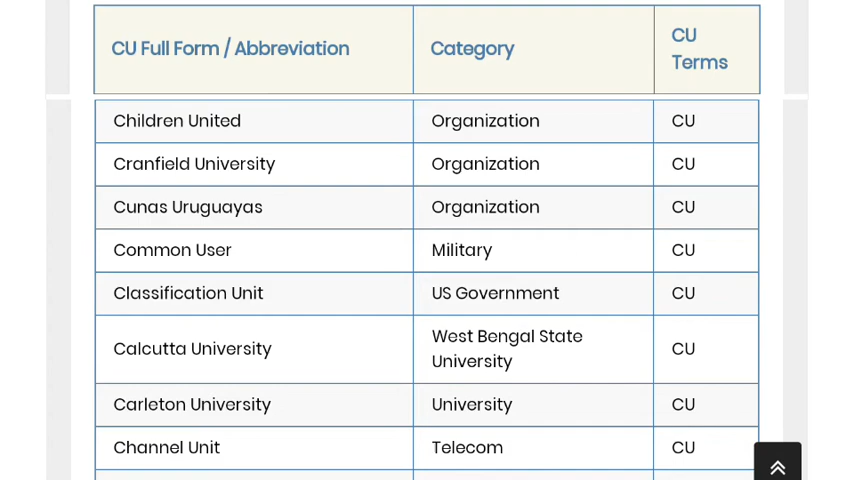 CU Full Form / Abbreviation Category CU Terms
Children United Organization CU
Cranfield University Organization CU
Cunas Uruguayas Organization CU
Common User Military CU
Classification Unit US Government CU
Calcutta University West Bengal State University CU
Carleton University University CU
Channel Unit Telecom CU